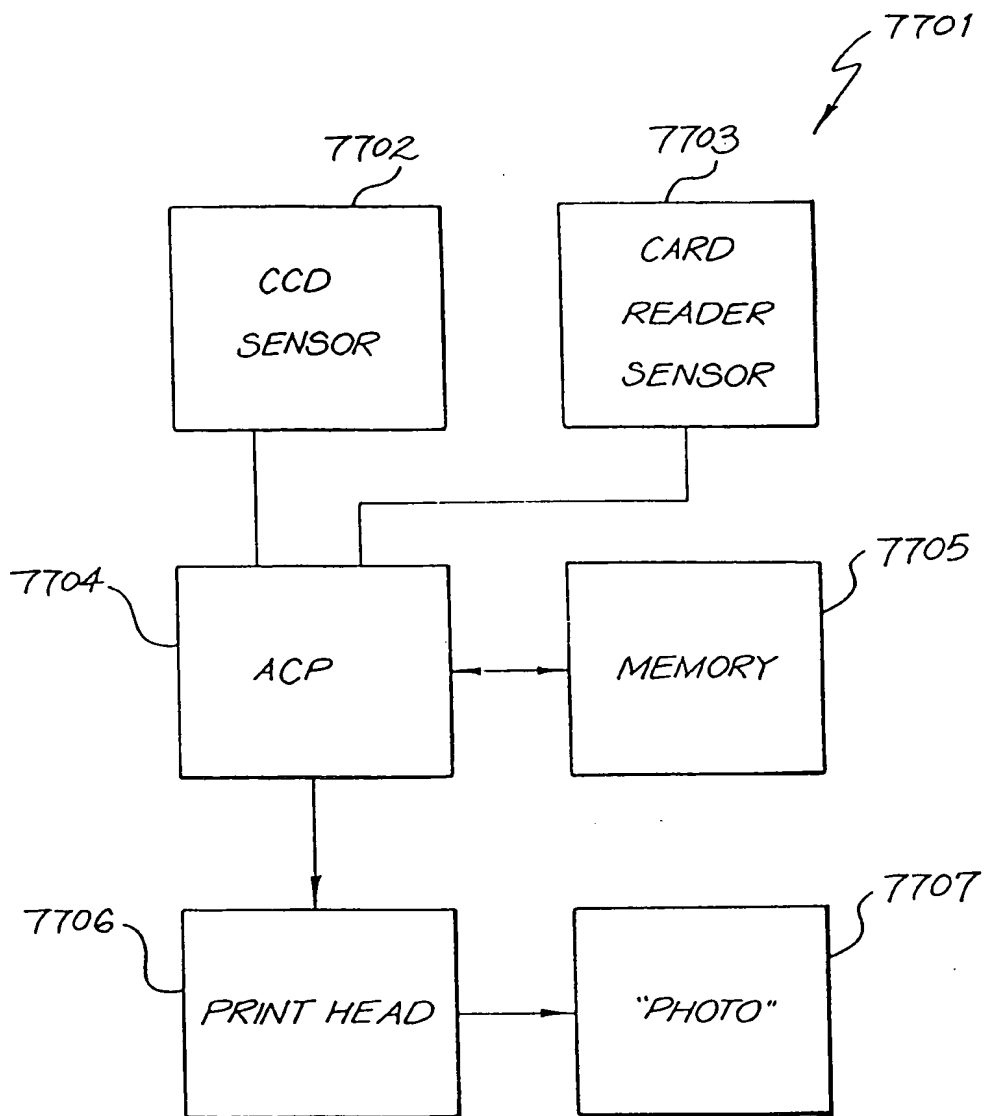 7701
7702
7703
CCD
SENSOR
CARD
READER
SENSOR
7704
7705
ACP
MEMORY
7706
7707
PRINT HEAD
"PHOTO"